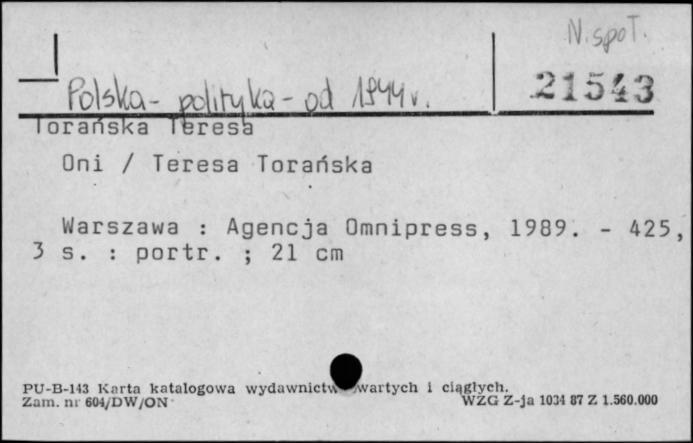 N. społ.
Polska - polityka - od 1944 r.
21543
Torańska Teresa
Oni / Teresa Torańska
Warszawa : Agencja Omnipress, 1989. - 425,
3 s. : portr. ; 21 cm
PU-B-143 Karta katalogowa wydawnictw zwartych i ciągłych.
Zam. nr 604/DW/ON WZG Z-ja 1034 87 Z 1.560.000